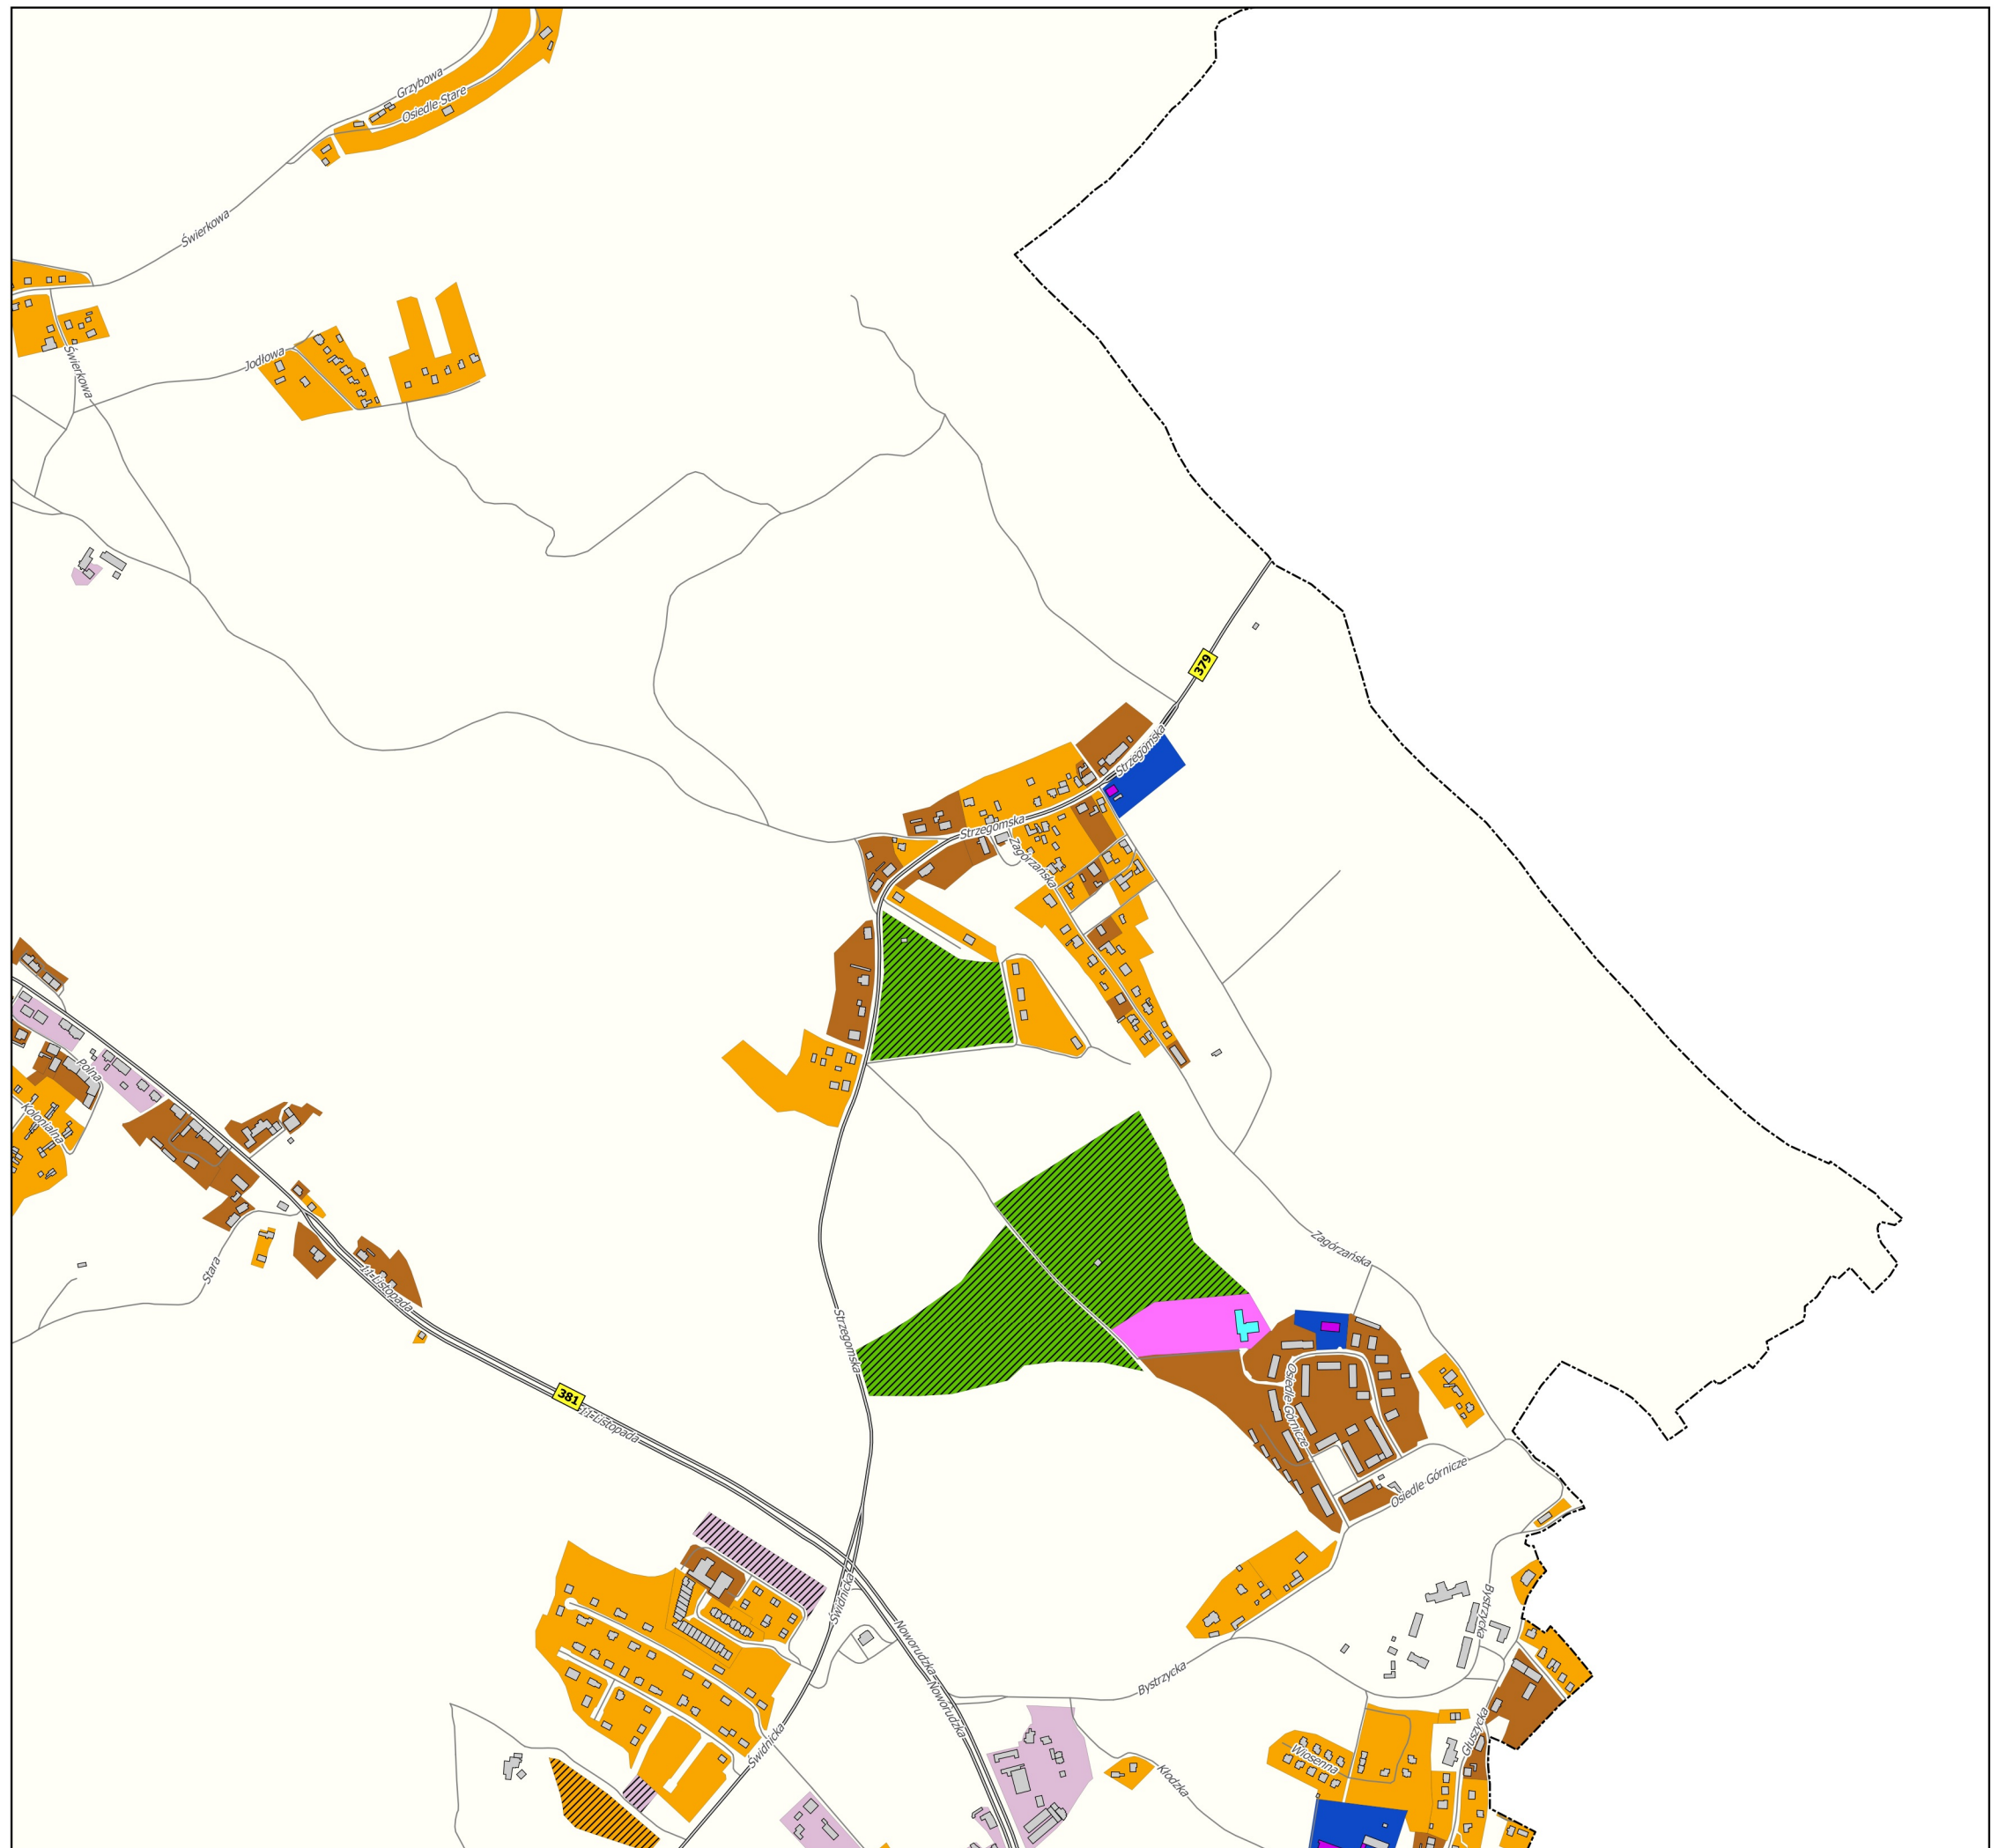 Grzybowa
Osiedle Stare
Świerkowa
Świerkowa
Jodłowa
379
Strzegomska
Strzegomska
Zagórzańska
Polna
Kolonialna
Stara
11-Listopada
Zagórzańska
Strzegomska
381
11-Listopada
Osiedle Górnicze
Osiedle Górnicze
Świdnicka
Bystrzycka
Noworudzka
Noworudzka
Bystrzycka
Świdnicka
Głuszycka
Wiosenna
Kłodzka